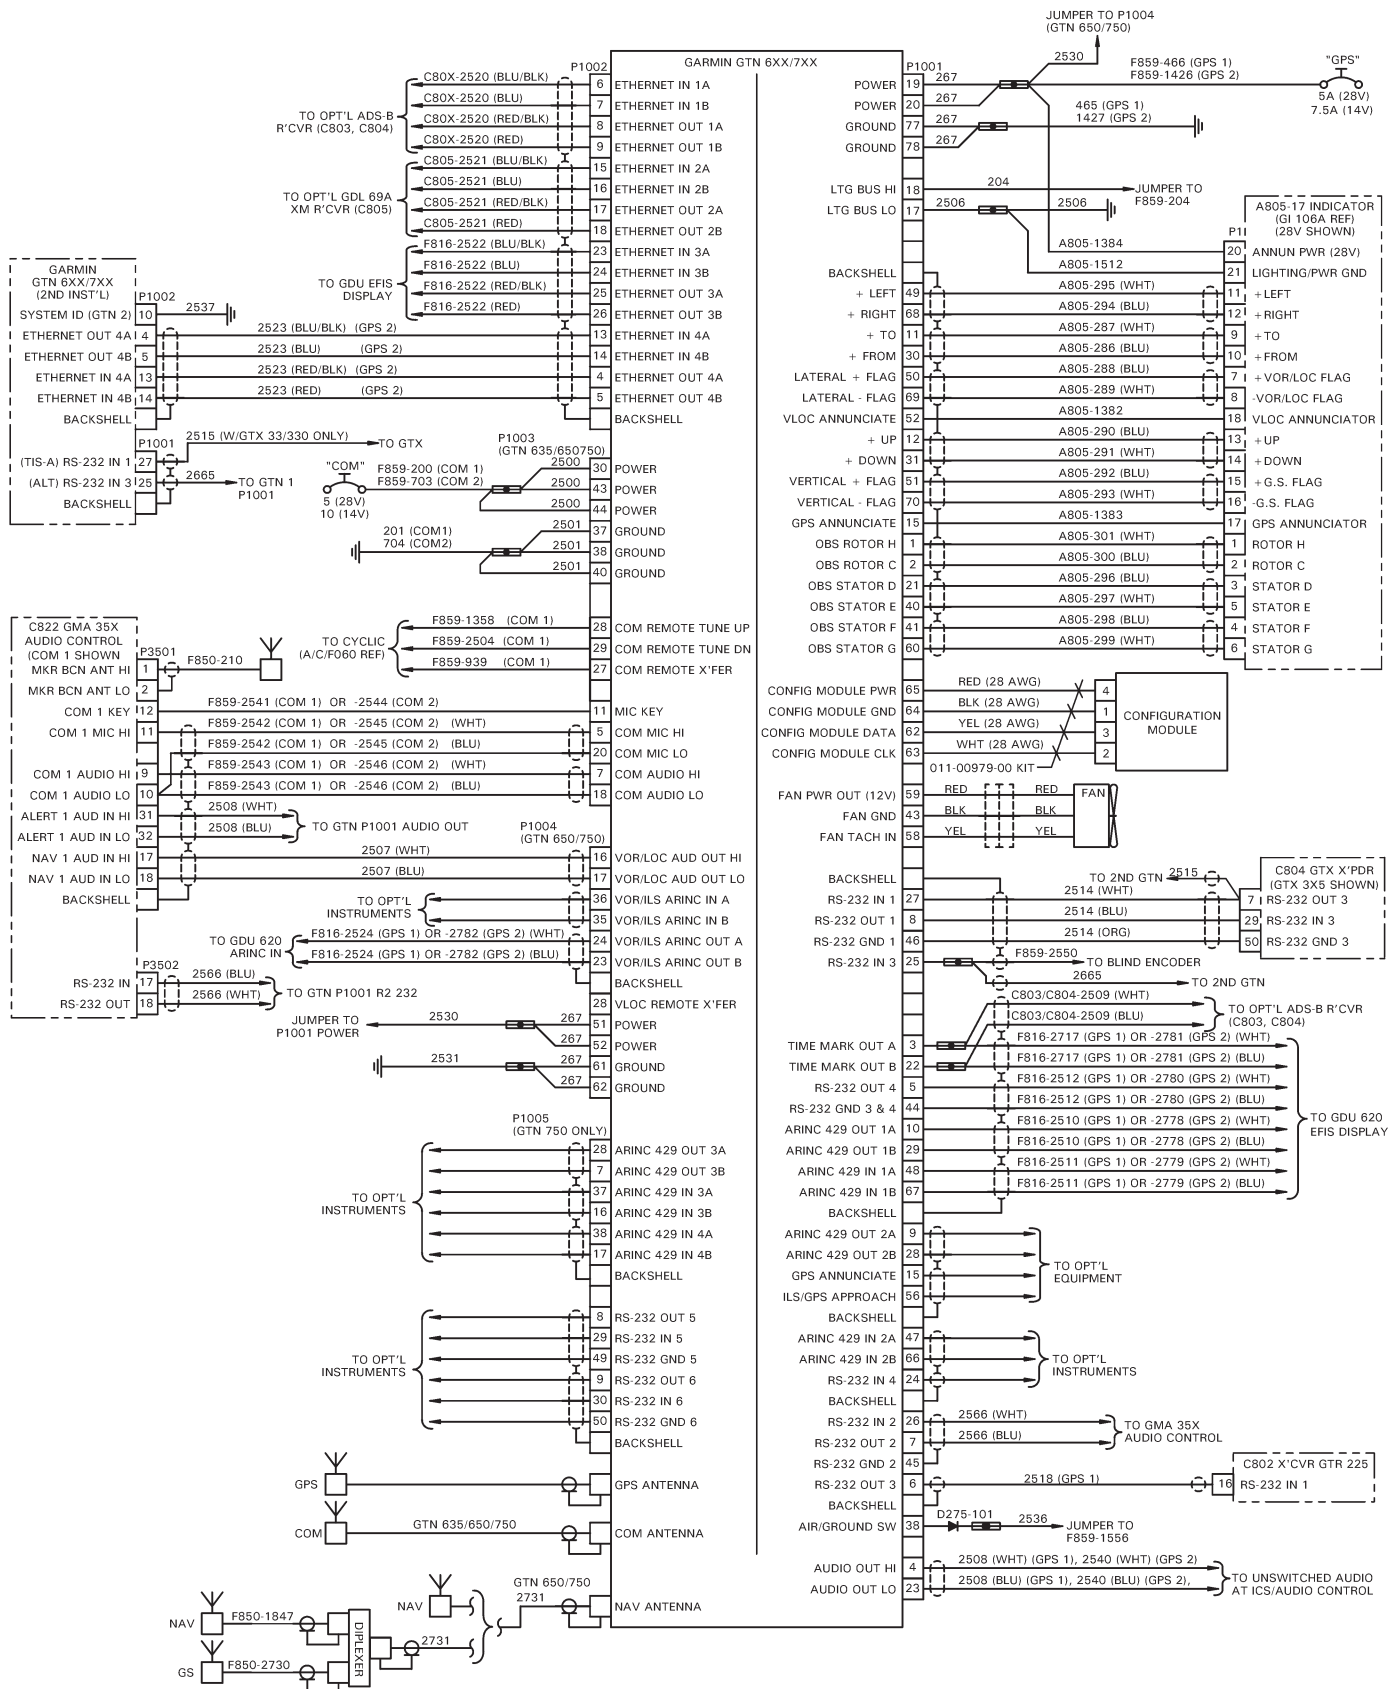 JUMPER TO P1004
(GTN 650/750)
GARMIN GTN 6XX/7XX
P1002
C80X-2520 (BLU/BLK) 6 ETHERNET IN 1A
C80X-2520 (BLU) 7 ETHERNET IN 1B
TO OPT'L ADS-B
R'CVR (C803, C804)
C80X-2520 (RED/BLK) 8 ETHERNET OUT 1A
C80X-2520 (RED) 9 ETHERNET OUT 1B
C805-2521 (BLU/BLK) 15 ETHERNET IN 2A
C805-2521 (BLU) 16 ETHERNET IN 2B
TO OPT'L GDL 69A
XM R'CVR (C805)
C805-2521 (RED/BLK) 17 ETHERNET OUT 2A
C805-2521 (RED) 18 ETHERNET OUT 2B
F816-2522 (BLU/BLK) 23 ETHERNET IN 3A
F816-2522 (BLU) 24 ETHERNET IN 3B
TO GDU EFIS
DISPLAY
F816-2522 (RED/BLK) 25 ETHERNET OUT 3A
F816-2522 (RED) 26 ETHERNET OUT 3B
GARMIN
GTN 6XX/7XX
(2ND INST'L)
P1002
SYSTEM ID (GTN 2) 10 2537
ETHERNET OUT 4A 4 2523 (BLU/BLK) (GPS 2) 13 ETHERNET IN 4A
ETHERNET OUT 4B 5 2523 (BLU) (GPS 2) 14 ETHERNET IN 4B
ETHERNET IN 4A 13 2523 (RED/BLK) (GPS 2) 4 ETHERNET OUT 4A
ETHERNET IN 4B 14 2523 (RED) (GPS 2) 5 ETHERNET OUT 4B
BACKSHELL BACKSHELL
P1001
2515 (W/GTX 33/330 ONLY) TO GTX
(TIS-A) RS-232 IN 1 27
(ALT) RS-232 IN 3 25 2665 TO GTN 1
P1001
BACKSHELL
P1003
(GTN 635/650750)
"COM"
5 (28V)
10 (14V)
F859-200 (COM 1)
F859-703 (COM 2)
2500 30 POWER
2500 43 POWER
2500 44 POWER
201 (COM1)
704 (COM2)
2501 37 GROUND
2501 38 GROUND
2501 40 GROUND
C822 GMA 35X
AUDIO CONTROL
(COM 1 SHOWN
P3501
TO CYCLIC
(A/C/F060 REF)
F859-1358 (COM 1) 28 COM REMOTE TUNE UP
F859-2504 (COM 1) 29 COM REMOTE TUNE DN
F859-939 (COM 1) 27 COM REMOTE X'FER
MKR BCN ANT HI 1 F850-210
MKR BCN ANT LO 2
COM 1 KEY 12 F859-2541 (COM 1) OR -2544 (COM 2) 11 MIC KEY
COM 1 MIC HI 11 F859-2542 (COM 1) OR -2545 (COM 2) (WHT) 5 COM MIC HI
F859-2542 (COM 1) OR -2545 (COM 2) (BLU) 20 COM MIC LO
COM 1 AUDIO HI 9 F859-2543 (COM 1) OR -2546 (COM 2) (WHT) 7 COM AUDIO HI
COM 1 AUDIO LO 10 F859-2543 (COM 1) OR -2546 (COM 2) (BLU) 18 COM AUDIO LO
ALERT 1 AUD IN HI 31 2508 (WHT)
TO GTN P1001 AUDIO OUT
ALERT 1 AUD IN LO 32 2508 (BLU)
P1004
(GTN 650/750)
NAV 1 AUD IN HI 17 2507 (WHT) 16 VOR/LOC AUD OUT HI
NAV 1 AUD IN LO 18 2507 (BLU) 17 VOR/LOC AUD OUT LO
BACKSHELL
TO OPT'L
INSTRUMENTS
36 VOR/ILS ARINC IN A
35 VOR/ILS ARINC IN B
TO GDU 620
ARINC IN
F816-2524 (GPS 1) OR -2782 (GPS 2) (WHT) 24 VOR/ILS ARINC OUT A
F816-2524 (GPS 1) OR -2782 (GPS 2) (BLU) 23 VOR/ILS ARINC OUT B
BACKSHELL
P3502
RS-232 IN 17 2566 (BLU)
TO GTN P1001 R2 232
RS-232 OUT 18 2566 (WHT)
28 VLOC REMOTE X'FER
JUMPER TO
P1001 POWER
2530 267 51 POWER
267 52 POWER
2531 267 61 GROUND
267 62 GROUND
P1005
(GTN 750 ONLY)
28 ARINC 429 OUT 3A
7 ARINC 429 OUT 3B
TO OPT'L
INSTRUMENTS
37 ARINC 429 IN 3A
16 ARINC 429 IN 3B
38 ARINC 429 IN 4A
17 ARINC 429 IN 4B
BACKSHELL
8 RS-232 OUT 5
29 RS-232 IN 5
TO OPT'L
INSTRUMENTS
49 RS-232 GND 5
9 RS-232 OUT 6
30 RS-232 IN 6
50 RS-232 GND 6
BACKSHELL
GPS GPS ANTENNA
COM GTN 635/650/750 COM ANTENNA
GTN 650/750
NAV 2731 NAV ANTENNA
NAV F850-1847
DIPLEXER
2731
GS F850-2730
P1001
POWER 19 267
2530
F859-466 (GPS 1)
F859-1426 (GPS 2)
"GPS"
5A (28V)
7.5A (14V)
POWER 20 267
465 (GPS 1)
1427 (GPS 2)
GROUND 77 267
GROUND 78 267
LTG BUS HI 18 204 JUMPER TO
F859-204
LTG BUS LO 17 2506 2506
A805-17 INDICATOR
(GI 106A REF)
(28V SHOWN)
P1
A805-1384 20 ANNUN PWR (28V)
BACKSHELL A805-1512 21 LIGHTING/PWR GND
+ LEFT 49 A805-295 (WHT) 11 +LEFT
+ RIGHT 68 A805-294 (BLU) 12 +RIGHT
+ TO 11 A805-287 (WHT) 9 +TO
+ FROM 30 A805-286 (BLU) 10 +FROM
LATERAL + FLAG 50 A805-288 (BLU) 7 +VOR/LOC FLAG
LATERAL - FLAG 69 A805-289 (WHT) 8 -VOR/LOC FLAG
VLOC ANNUNCIATE 52 A805-1382 18 VLOC ANNUNCIATOR
+ UP 12 A805-290 (BLU) 13 +UP
+ DOWN 31 A805-291 (WHT) 14 +DOWN
VERTICAL + FLAG 51 A805-292 (BLU) 15 +G.S. FLAG
VERTICAL - FLAG 70 A805-293 (WHT) 16 -G.S. FLAG
GPS ANNUNCIATE 15 A805-1383 17 GPS ANNUNCIATOR
OBS ROTOR H 1 A805-301 (WHT) 1 ROTOR H
OBS ROTOR C 2 A805-300 (BLU) 2 ROTOR C
OBS STATOR D 21 A805-296 (BLU) 3 STATOR D
OBS STATOR E 40 A805-297 (WHT) 5 STATOR E
OBS STATOR F 41 A805-298 (BLU) 4 STATOR F
OBS STATOR G 60 A805-299 (WHT) 6 STATOR G
CONFIG MODULE PWR 65 RED (28 AWG) 4
CONFIG MODULE GND 64 BLK (28 AWG) 1
CONFIG MODULE DATA 62 YEL (28 AWG) 3
CONFIG MODULE CLK 63 WHT (28 AWG) 2
CONFIGURATION
MODULE
011-00979-00 KIT
FAN PWR OUT (12V) 59 RED RED FAN
FAN GND 43 BLK BLK
FAN TACH IN 58 YEL YEL
C804 GTX X'PDR
(GTX 3X5 SHOWN)
BACKSHELL TO 2ND GTN 2515
RS-232 IN 1 27 2514 (WHT) 7 RS-232 OUT 3
RS-232 OUT 1 8 2514 (BLU) 29 RS-232 IN 3
RS-232 GND 1 46 2514 (ORG) 50 RS-232 GND 3
RS-232 IN 3 25 F859-2550 TO BLIND ENCODER
2665 TO 2ND GTN
C803/C804-2509 (WHT)
C803/C804-2509 (BLU)
TO OPT'L ADS-B R'CVR
(C803, C804)
TIME MARK OUT A 3 F816-2717 (GPS 1) OR -2781 (GPS 2) (WHT)
TIME MARK OUT B 22 F816-2717 (GPS 1) OR -2781 (GPS 2) (BLU)
RS-232 OUT 4 5 F816-2512 (GPS 1) OR -2780 (GPS 2) (WHT)
RS-232 GND 3 & 4 44 F816-2512 (GPS 1) OR -2780 (GPS 2) (BLU)
TO GDU 620
EFIS DISPLAY
ARINC 429 OUT 1A 10 F816-2510 (GPS 1) OR -2778 (GPS 2) (WHT)
ARINC 429 OUT 1B 29 F816-2510 (GPS 1) OR -2778 (GPS 2) (BLU)
ARINC 429 IN 1A 48 F816-2511 (GPS 1) OR -2779 (GPS 2) (WHT)
ARINC 429 IN 1B 67 F816-2511 (GPS 1) OR -2779 (GPS 2) (BLU)
BACKSHELL
ARINC 429 OUT 2A 9
ARINC 429 OUT 2B 28
TO OPT'L
EQUIPMENT
GPS ANNUNCIATE 15
ILS/GPS APPROACH 56
BACKSHELL
ARINC 429 IN 2A 47
ARINC 429 IN 2B 66
TO OPT'L
INSTRUMENTS
RS-232 IN 4 24
BACKSHELL
RS-232 IN 2 26 2566 (WHT)
RS-232 OUT 2 7 2566 (BLU)
TO GMA 35X
AUDIO CONTROL
RS-232 GND 2 45
C802 X'CVR GTR 225
RS-232 OUT 3 6 2518 (GPS 1) 16 RS-232 IN 1
BACKSHELL
D275-101
AIR/GROUND SW 38 2536 JUMPER TO
F859-1556
AUDIO OUT HI 4 2508 (WHT) (GPS 1), 2540 (WHT) (GPS 2)
AUDIO OUT LO 23 2508 (BLU) (GPS 1), 2540 (BLU) (GPS 2),
TO UNSWITCHED AUDIO
AT ICS/AUDIO CONTROL